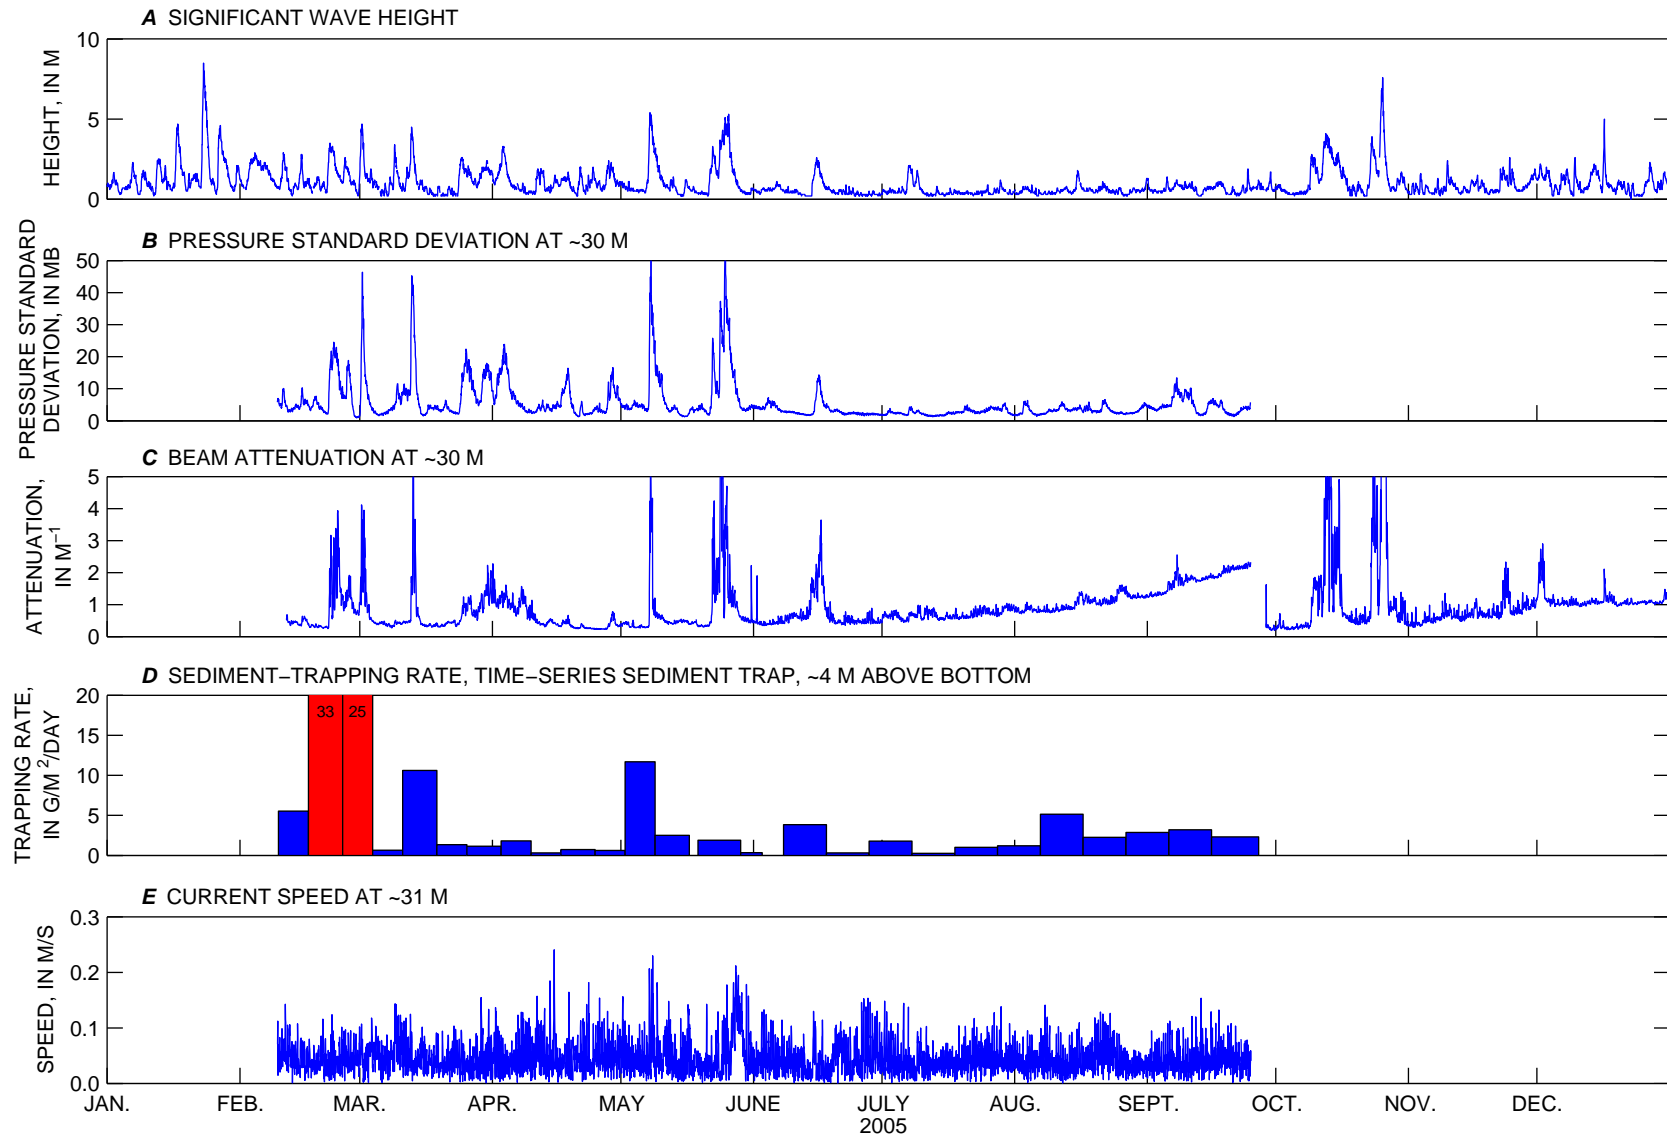 A SIGNIFICANT WAVE HEIGHT
HEIGHT, IN M
10
5
0
B PRESSURE STANDARD DEVIATION AT ~30 M
PRESSURE STANDARD
DEVIATION, IN MB
50
40
30
20
10
0
C BEAM ATTENUATION AT ~30 M
ATTENUATION,
IN M−1
5
4
3
2
1
0
D SEDIMENT−TRAPPING RATE, TIME−SERIES SEDIMENT TRAP, ~4 M ABOVE BOTTOM
TRAPPING RATE,
IN G/M 2/DAY
20
15
10
5
0
33 25
E CURRENT SPEED AT ~31 M
SPEED, IN M/S
0.3
0.2
0.1
0.0
JAN. FEB. MAR. APR. MAY JUNE JULY AUG. SEPT. OCT. NOV. DEC.
2005